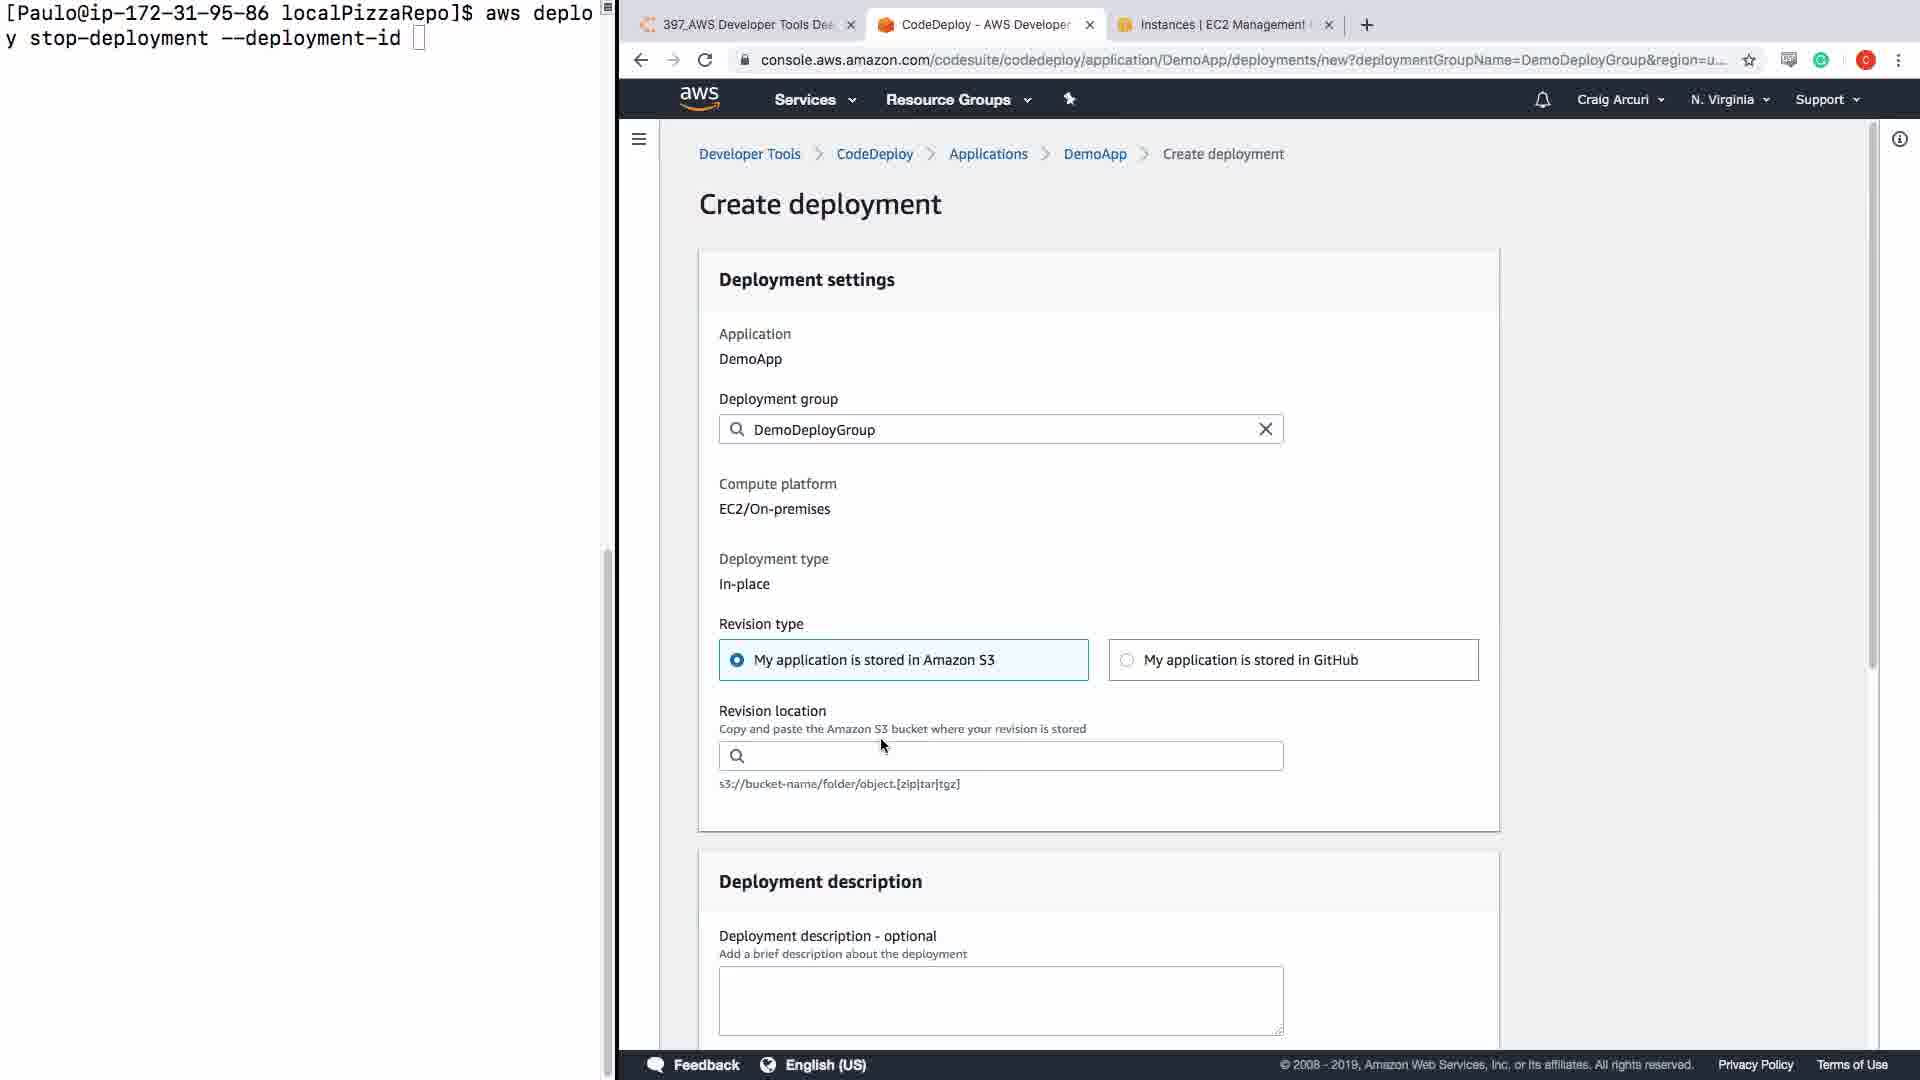 [Paulo@ip-172-31-95-86 localPizzaRepo]$ aws deplo
y stop-deployment --deployment-id
397_AWS Developer Tools De
CodeDeploy - AWS Developer
Instances | EC2 Management
console.aws.amazon.com/codesuite/codedeploy/application/DemoApp/deployments/new?deploymentGroupName=DemoDeployGroup&region=u...
C
aws
Services
Resource Groups
Craig Arcuri
N. Virginia
Support
Developer Tools
CodeDeploy
Applications
DemoApp
Create deployment
Create deployment
Deployment settings
Application
DemoApp
Deployment group
DemoDeployGroup
Compute platform
EC2/On-premises
Deployment type
In-place
Revision type
My application is stored in Amazon S3
My application is stored in GitHub
Revision location
Copy and paste the Amazon S3 bucket where your revision is stored
s3://bucket-name/folder/object.[zip|tar|tgz]
Deployment description
Deployment description - optional
Add a brief description about the deployment
Feedback
English (US)
© 2008 - 2019, Amazon Web Services, Inc. or its affiliates. All rights reserved.
Privacy Policy
Terms of Use